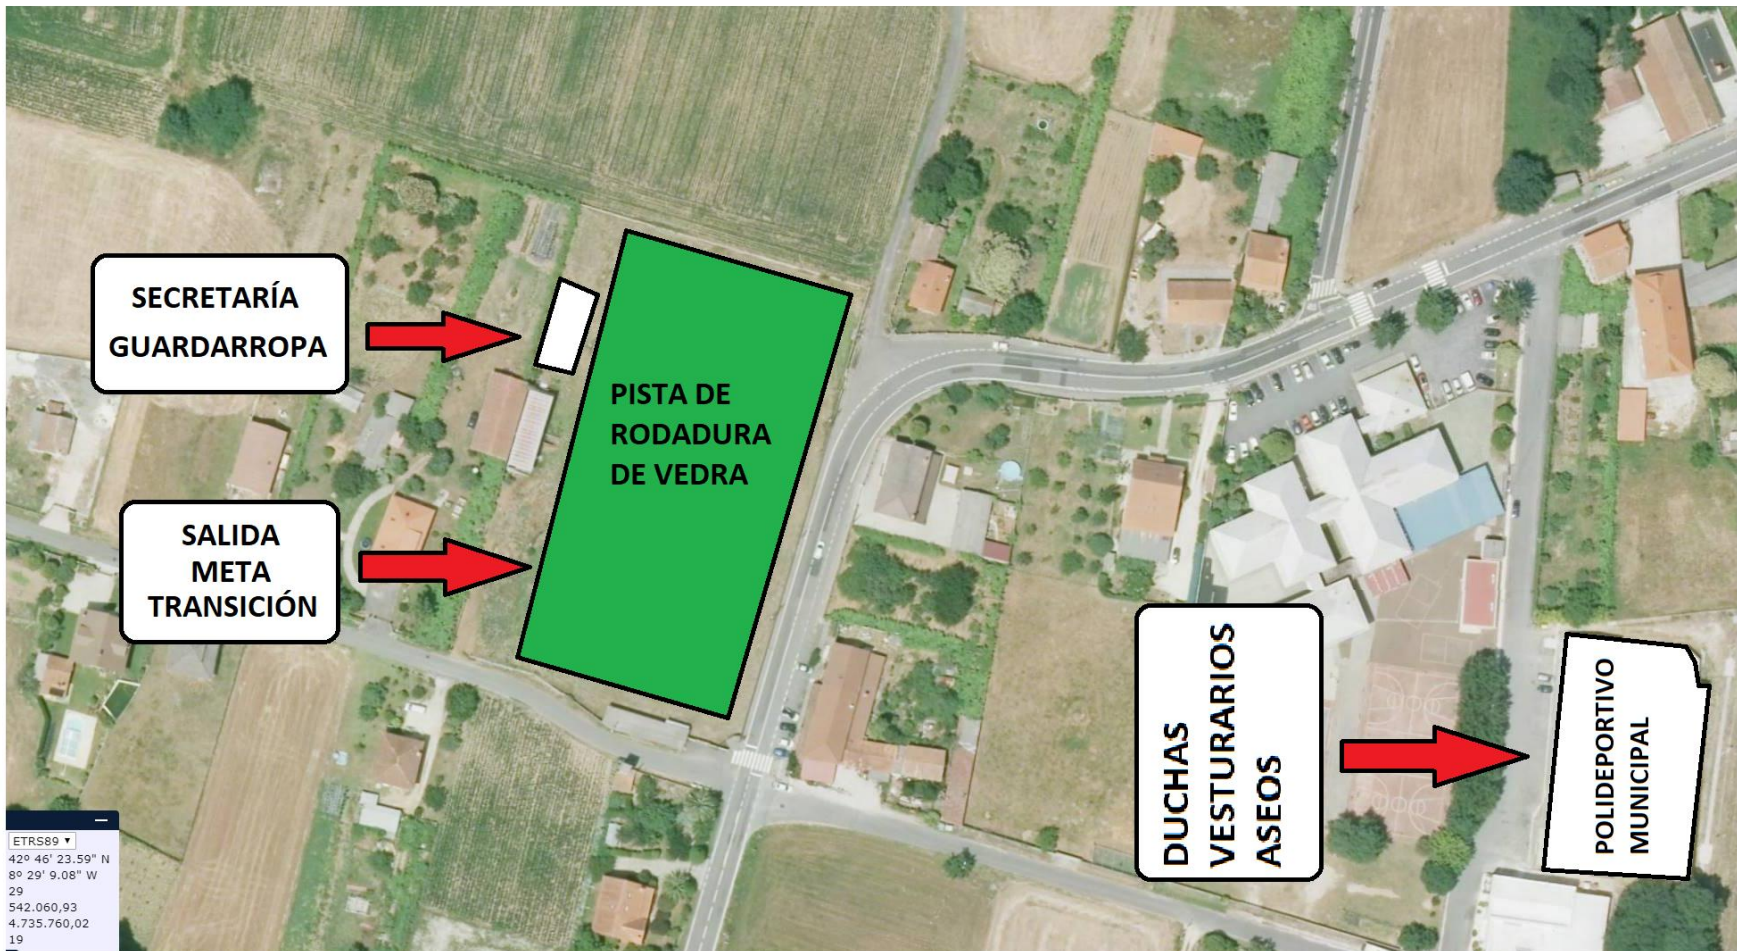 SECRETARÍA
GUARDARROPA
PISTA DE
RODADURA
DE VEDRA
SALIDA
META
TRANSICIÓN
DUCHAS
VESTURARIOS
ASEOS
POLIDEPORTIVO
MUNICIPAL
ETRS89
42º 46' 23.59" N
8º 29' 9.08" W
29
542.060,93
4.735.760,02
19